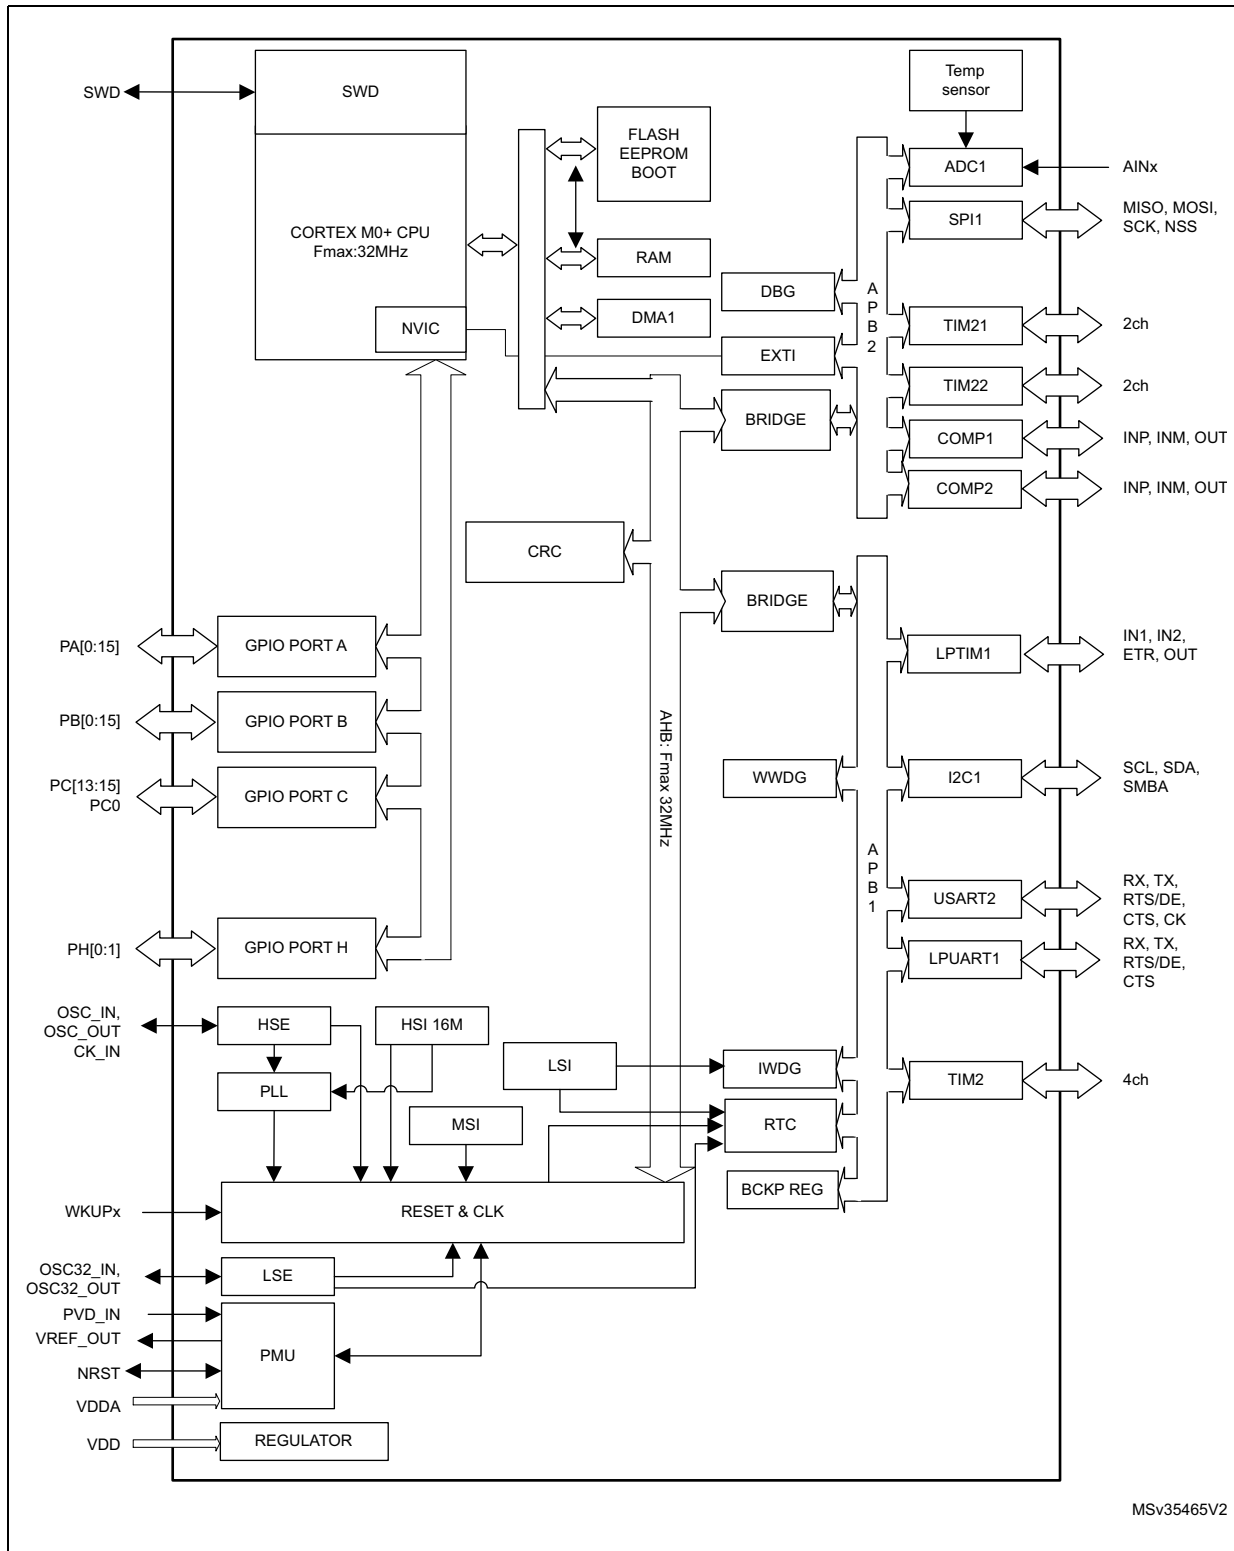 SWD
SWD
Temp
sensor
FLASH
EEPROM
BOOT
ADC1
AINx
SPI1
MISO, MOSI,
SCK, NSS
CORTEX M0+ CPU
Fmax:32MHz
RAM
DBG
A
P
B
2
NVIC
DMA1
TIM21
2ch
EXTI
TIM22
2ch
BRIDGE
COMP1
INP, INM, OUT
COMP2
INP, INM, OUT
CRC
BRIDGE
PA[0:15]
GPIO PORT A
LPTIM1
IN1, IN2,
ETR, OUT
PB[0:15]
GPIO PORT B
AHB: Fmax 32MHz
PC[13:15]
PC0
GPIO PORT C
WWDG
I2C1
SCL, SDA,
SMBA
A
P
B
1
USART2
RX, TX,
RTS/DE,
CTS, CK
PH[0:1]
GPIO PORT H
LPUART1
RX, TX,
RTS/DE,
CTS
OSC_IN,
OSC_OUT
CK_IN
HSE
HSI 16M
LSI
IWDG
TIM2
4ch
PLL
MSI
RTC
BCKP REG
WKUPx
RESET & CLK
OSC32_IN,
OSC32_OUT
LSE
PVD_IN
VREF_OUT
PMU
NRST
VDDA
VDD
REGULATOR
MSv35465V2